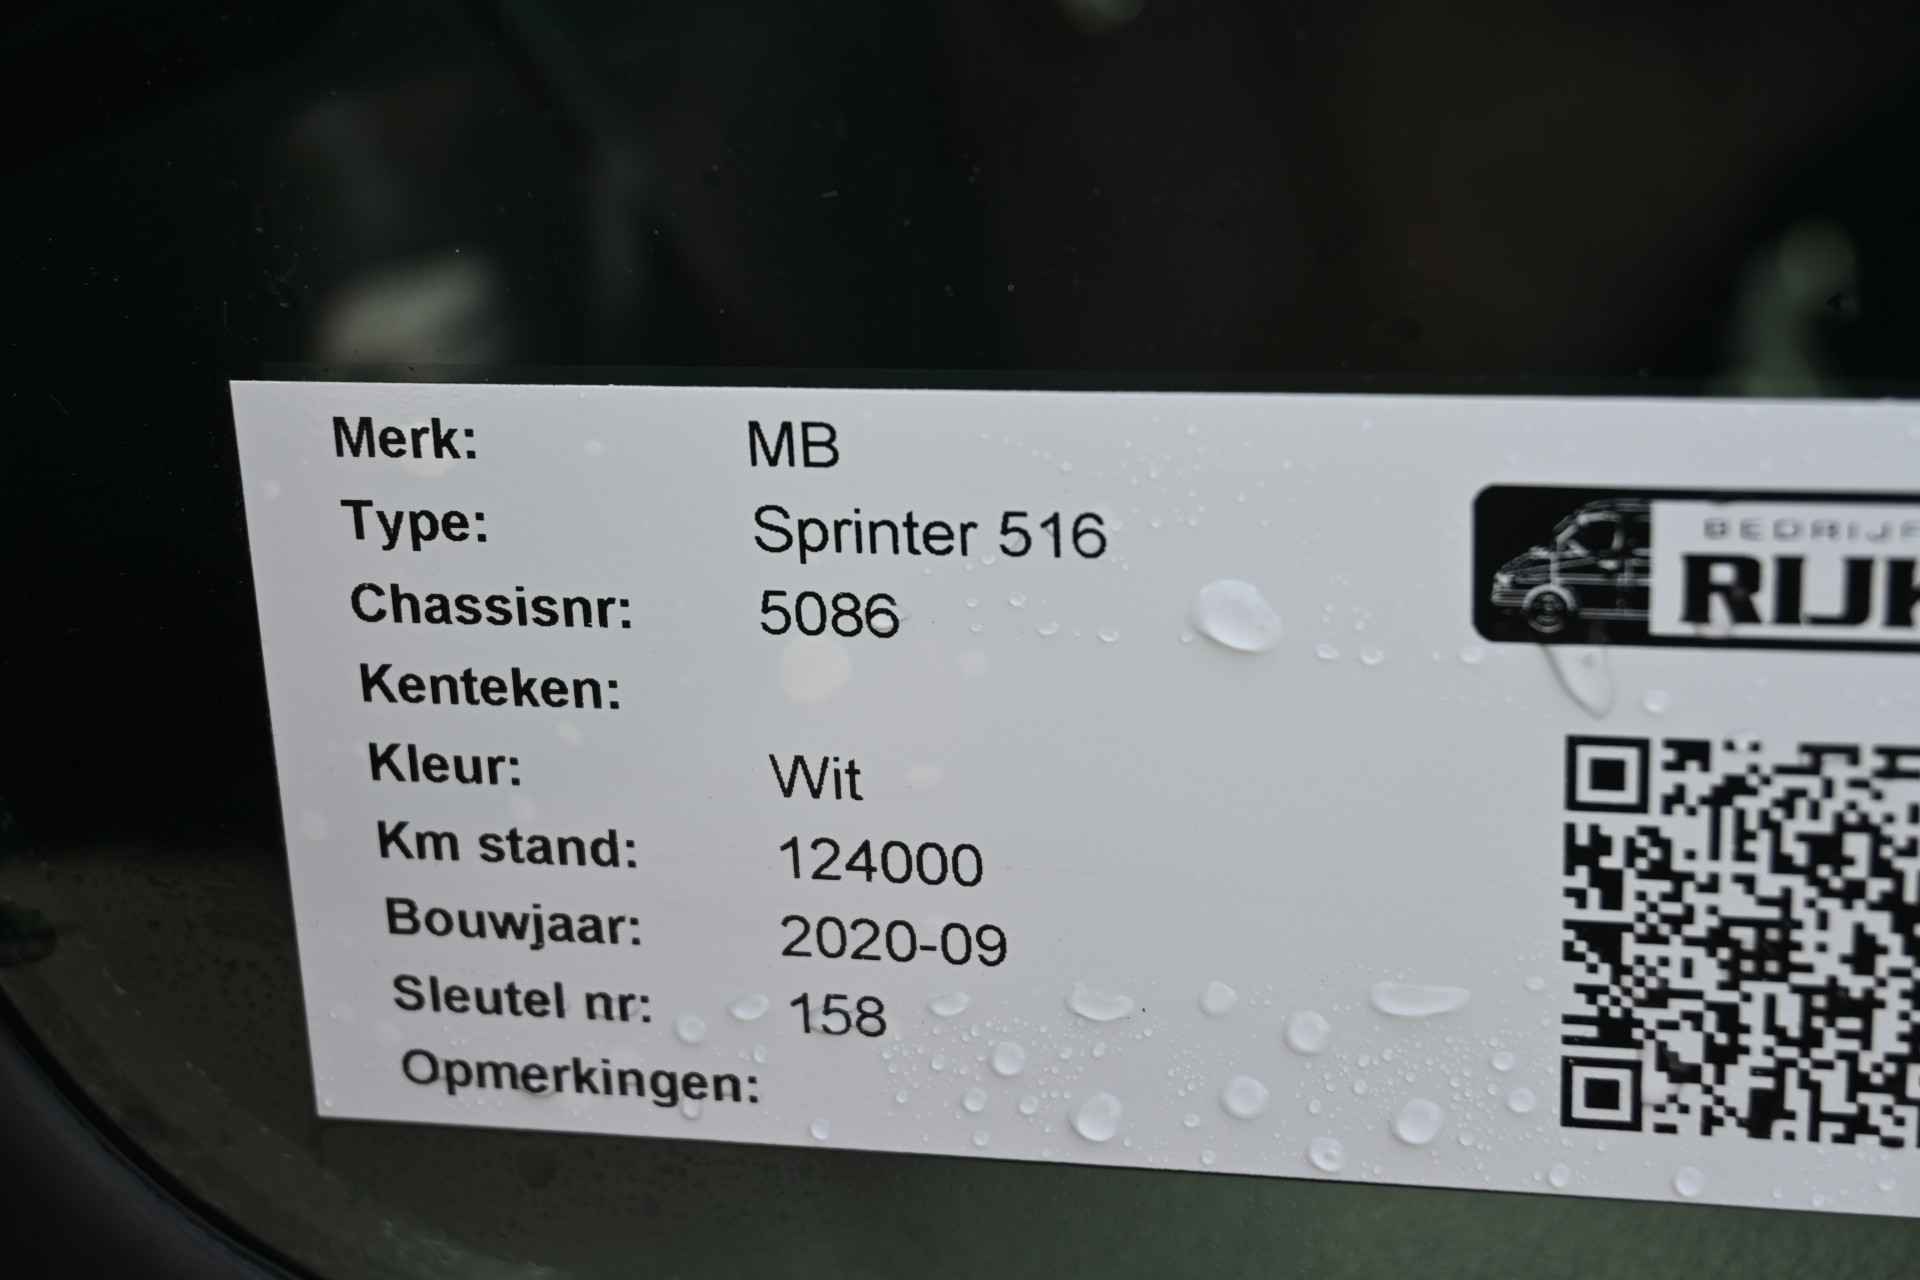 Merk: MB
Type: Sprinter 516
Chassisnr: 5086
Kenteken:
Kleur: Wit
Km stand: 124000
Bouwjaar: 2020-09
Sleutel nr: 158
Opmerkingen: